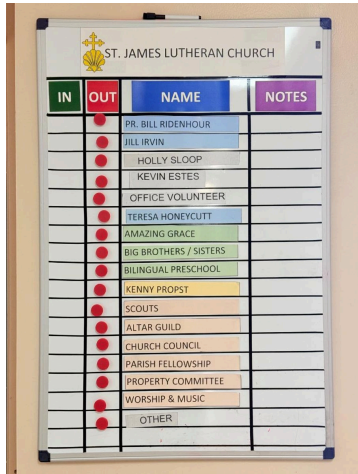 ST. JAMES LUTHERAN CHURCH
IN OUT NAME NOTES
PR. BILL RIDENHOUR
JILL IRVIN
HOLLY SLOOP
KEVIN ESTES
OFFICE VOLUNTEER
TERESA HONEYCUTT
AMAZING GRACE
BIG BROTHERS / SISTERS
BILINGUAL PRESCHOOL
KENNY PROPST
SCOUTS
ALTAR GUILD
CHURCH COUNCIL
PARISH FELLOWSHIP
PROPERTY COMMITTEE
WORSHIP & MUSIC
OTHER